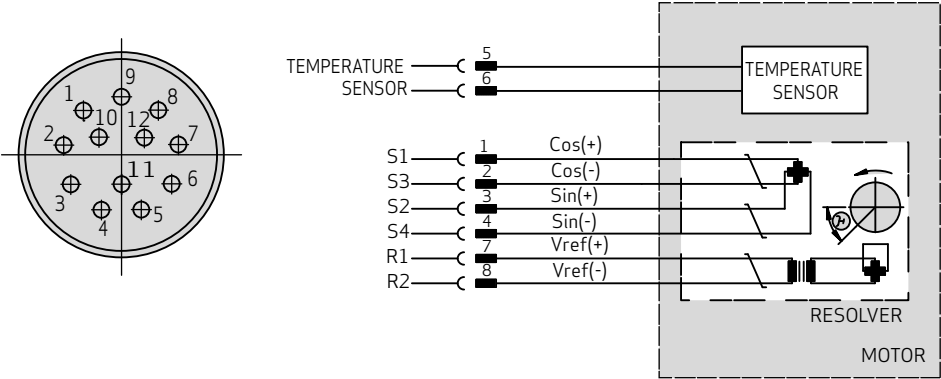 9
1
8
10
12
2
7
11
6
3
4
5
TEMPERATURE
SENSOR
5
6
TEMPERATURE
SENSOR
S1
1
Cos(+)
S3
2
Cos(-)
S2
3
Sin(+)
S4
4
Sin(-)
R1
7
Vref(+)
R2
8
Vref(-)
RESOLVER
MOTOR